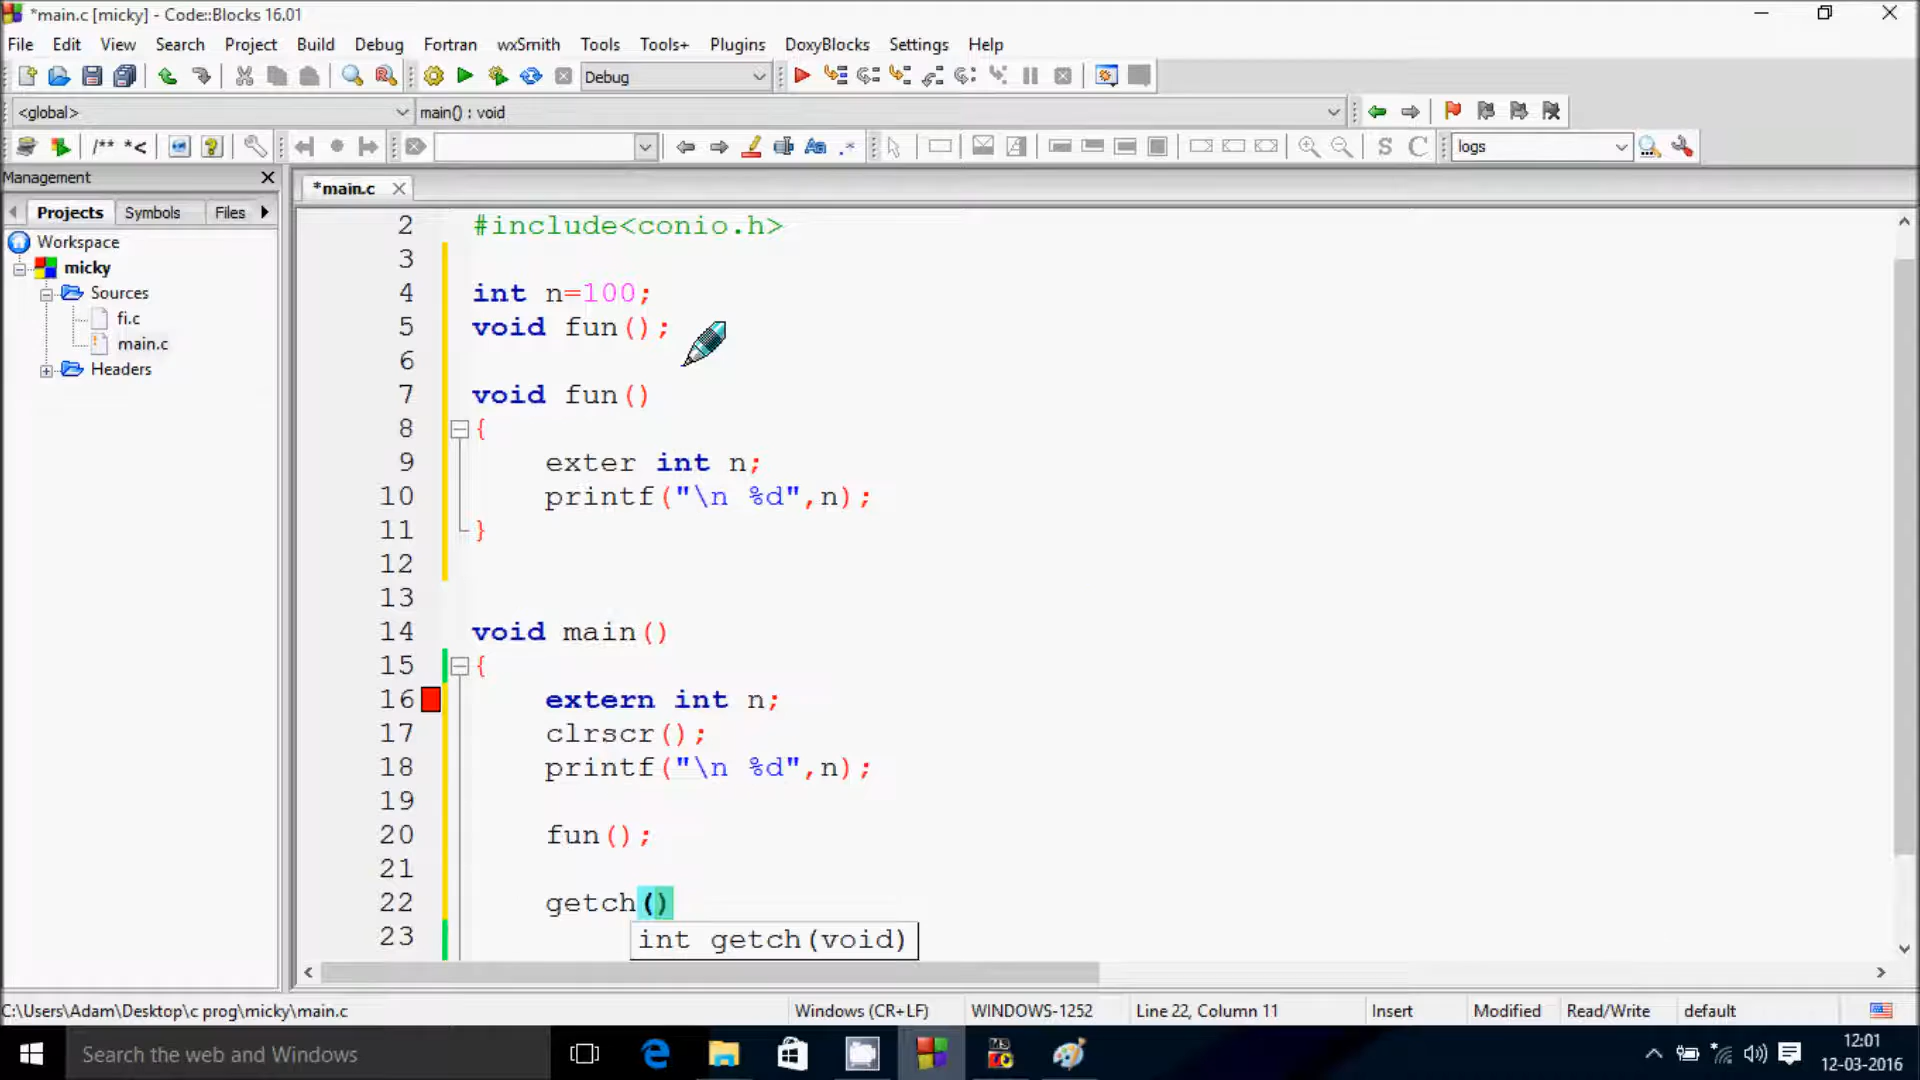 *main.c [micky] - Code::Blocks 16.01
File Edit View Search Project Build Debug Fortran wxSmith Tools Tools+ Plugins DoxyBlocks Settings Help
Debug
<global> main() : void
/** *< S C logs
Management
*main.c
Projects Symbols Files
Workspace
micky
Sources
fi.c
main.c
Headers
2 #include<conio.h>
3
4 int n=100;
5 void fun();
6
7 void fun()
8 {
9 exter int n;
10 printf("\n %d",n);
11 }
12
13
14 void main()
15 {
16 extern int n;
17 clrscr();
18 printf("\n %d",n);
19
20 fun();
21
22 getch()
int getch(void)
23
C:\Users\Adam\Desktop\c prog\micky\main.c Windows (CR+LF) WINDOWS-1252 Line 22, Column 11 Insert Modified Read/Write default
Search the web and Windows
12:01
12-03-2016